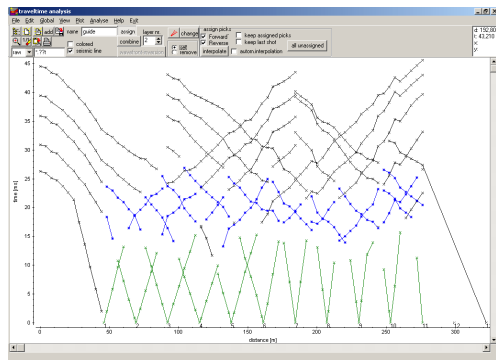 traveltime analysis
File Edit Global View Plot Analyse Help Exit
add name guide assign layer nr. change assign picks keep assigned picks
colored combine 2 Forward keep last shot all unassigned
raw *.??t seismic line remove Reverse interpolate autom interpolation
d: 192,80
t: 43,210
x:
y:
time [ms]
45
40
35
30
25
20
15
10
5
0
0 50 100 150 200 250 300
distance [m]